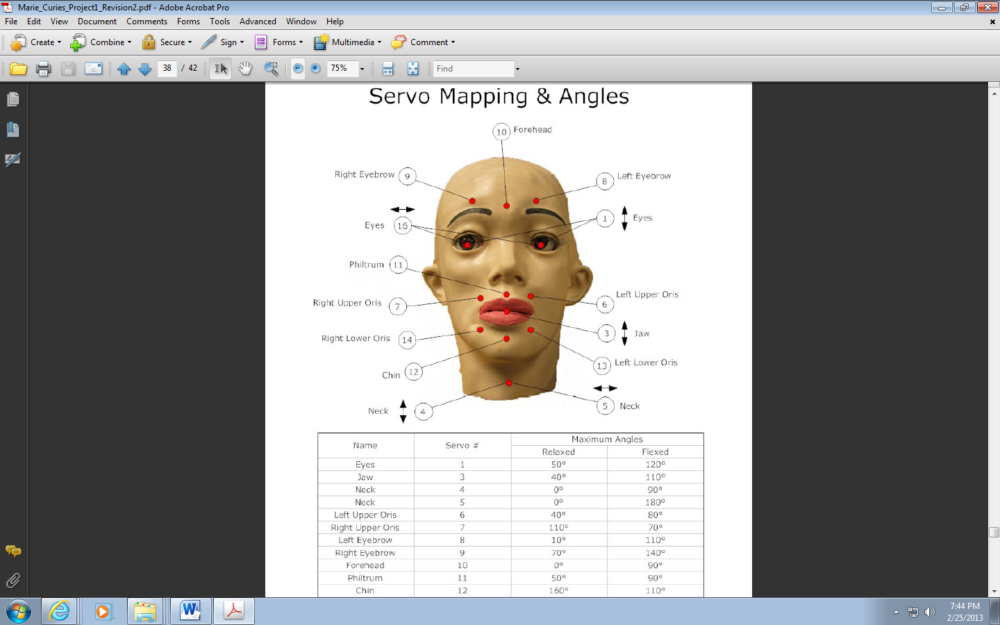 Marie_Curies_Project1_Revision2.pdf - Adobe Acrobat Pro
File Edit View Document Comments Forms Tools Advanced Window Help
Create Combine Secure Sign Forms Multimedia Comment
38 / 42 75% Find
Servo Mapping & Angles
10 Forehead
Right Eyebrow 9
8 Left Eyebrow
Eyes 16
1 Eyes
Philtrum 11
Right Upper Oris 7
6 Left Upper Oris
3 Jaw
Right Lower Oris 14
13 Left Lower Oris
Chin 12
Neck 4
5 Neck
Name Servo # Maximum Angles
Relaxed Flexed
Eyes 1 50° 120°
Jaw 3 40° 110°
Neck 4 0° 90°
Neck 5 0° 180°
Left Upper Oris 6 40° 80°
Right Upper Oris 7 110° 70°
Left Eyebrow 8 10° 110°
Right Eyebrow 9 70° 140°
Forehead 10 0° 90°
Philtrum 11 50° 90°
Chin 12 160° 110°
7:44 PM
2/25/2013